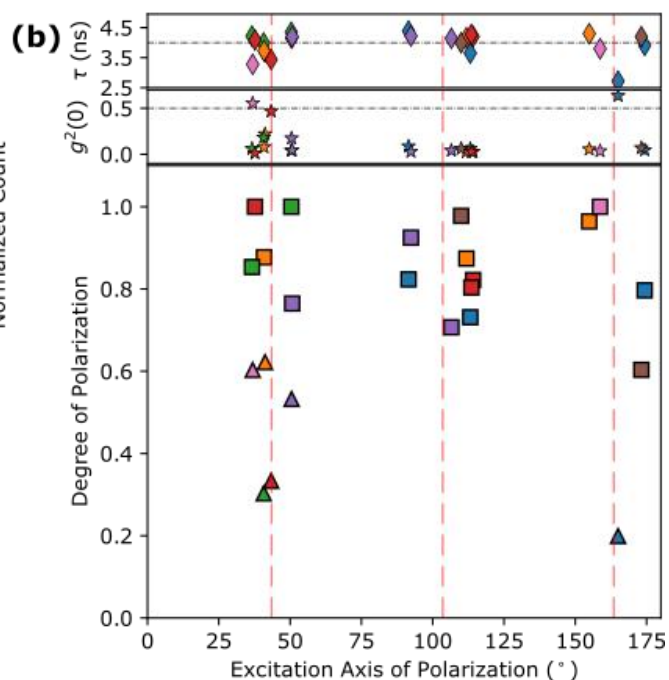 (b)
τ (ns)
4.5
3.5
2.5
g²(0)
0.5
0.0
Normalized Count
Degree of Polarization
1.0
0.8
0.6
0.4
0.2
0.0
0 25 50 75 100 125 150 175
Excitation Axis of Polarization (°)